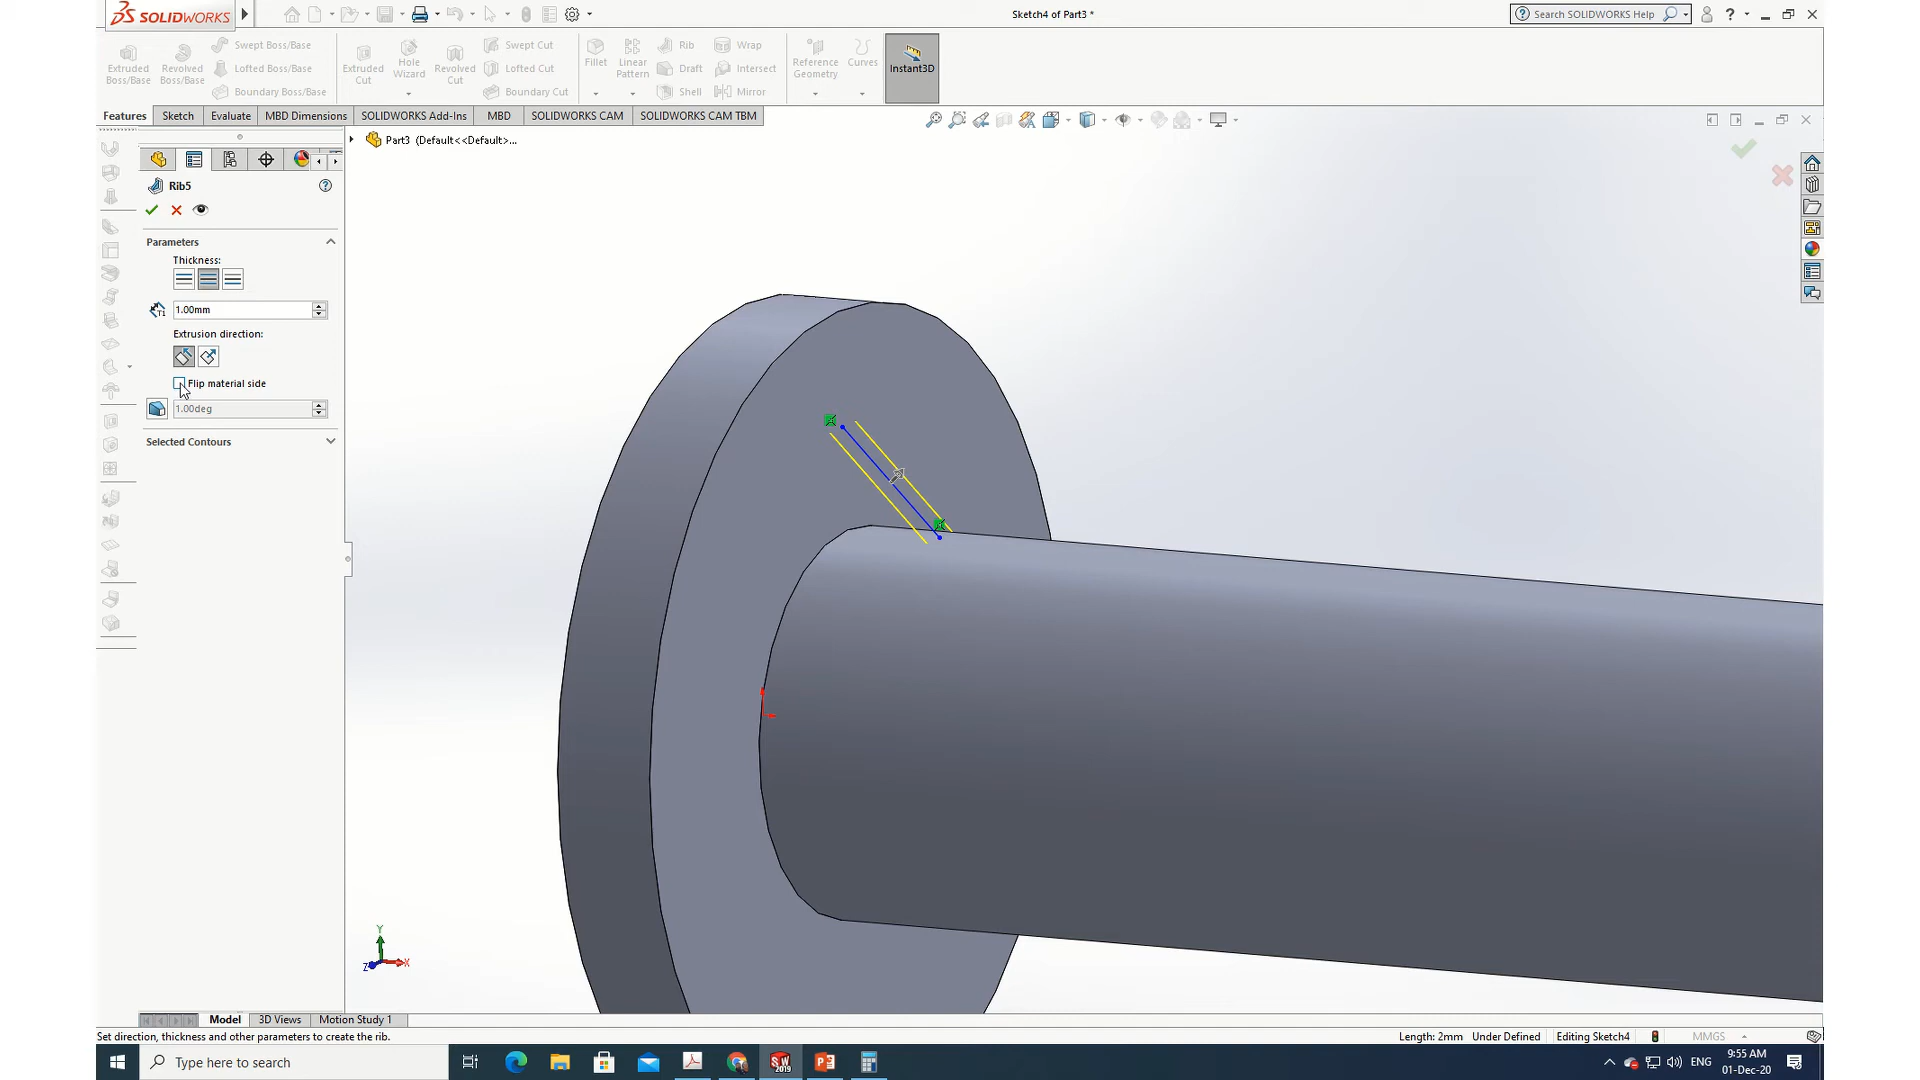 SOLIDWORKS
Sketch4 of Part3 *
Search SOLIDWORKS Help
Extruded Boss/Base
Revolved Boss/Base
Swept Boss/Base
Lofted Boss/Base
Boundary Boss/Base
Extruded Cut
Hole Wizard
Revolved Cut
Swept Cut
Lofted Cut
Boundary Cut
Fillet
Linear Pattern
Rib
Draft
Shell
Wrap
Intersect
Mirror
Reference Geometry
Curves
Instant3D
Features
Sketch
Evaluate
MBD Dimensions
SOLIDWORKS Add-Ins
MBD
SOLIDWORKS CAM
SOLIDWORKS CAM TBM
Part3 (Default<<Default>...
Rib5
Parameters
Thickness:
T1
1.00mm
Extrusion direction:
Flip material side
1.00deg
Selected Contours
Y
Z
X
Model
3D Views
Motion Study 1
Set direction, thickness and other parameters to create the rib.
Length: 2mm
Under Defined
Editing Sketch4
MMGS
Type here to search
SW
2019
ENG
9:55 AM
01-Dec-20